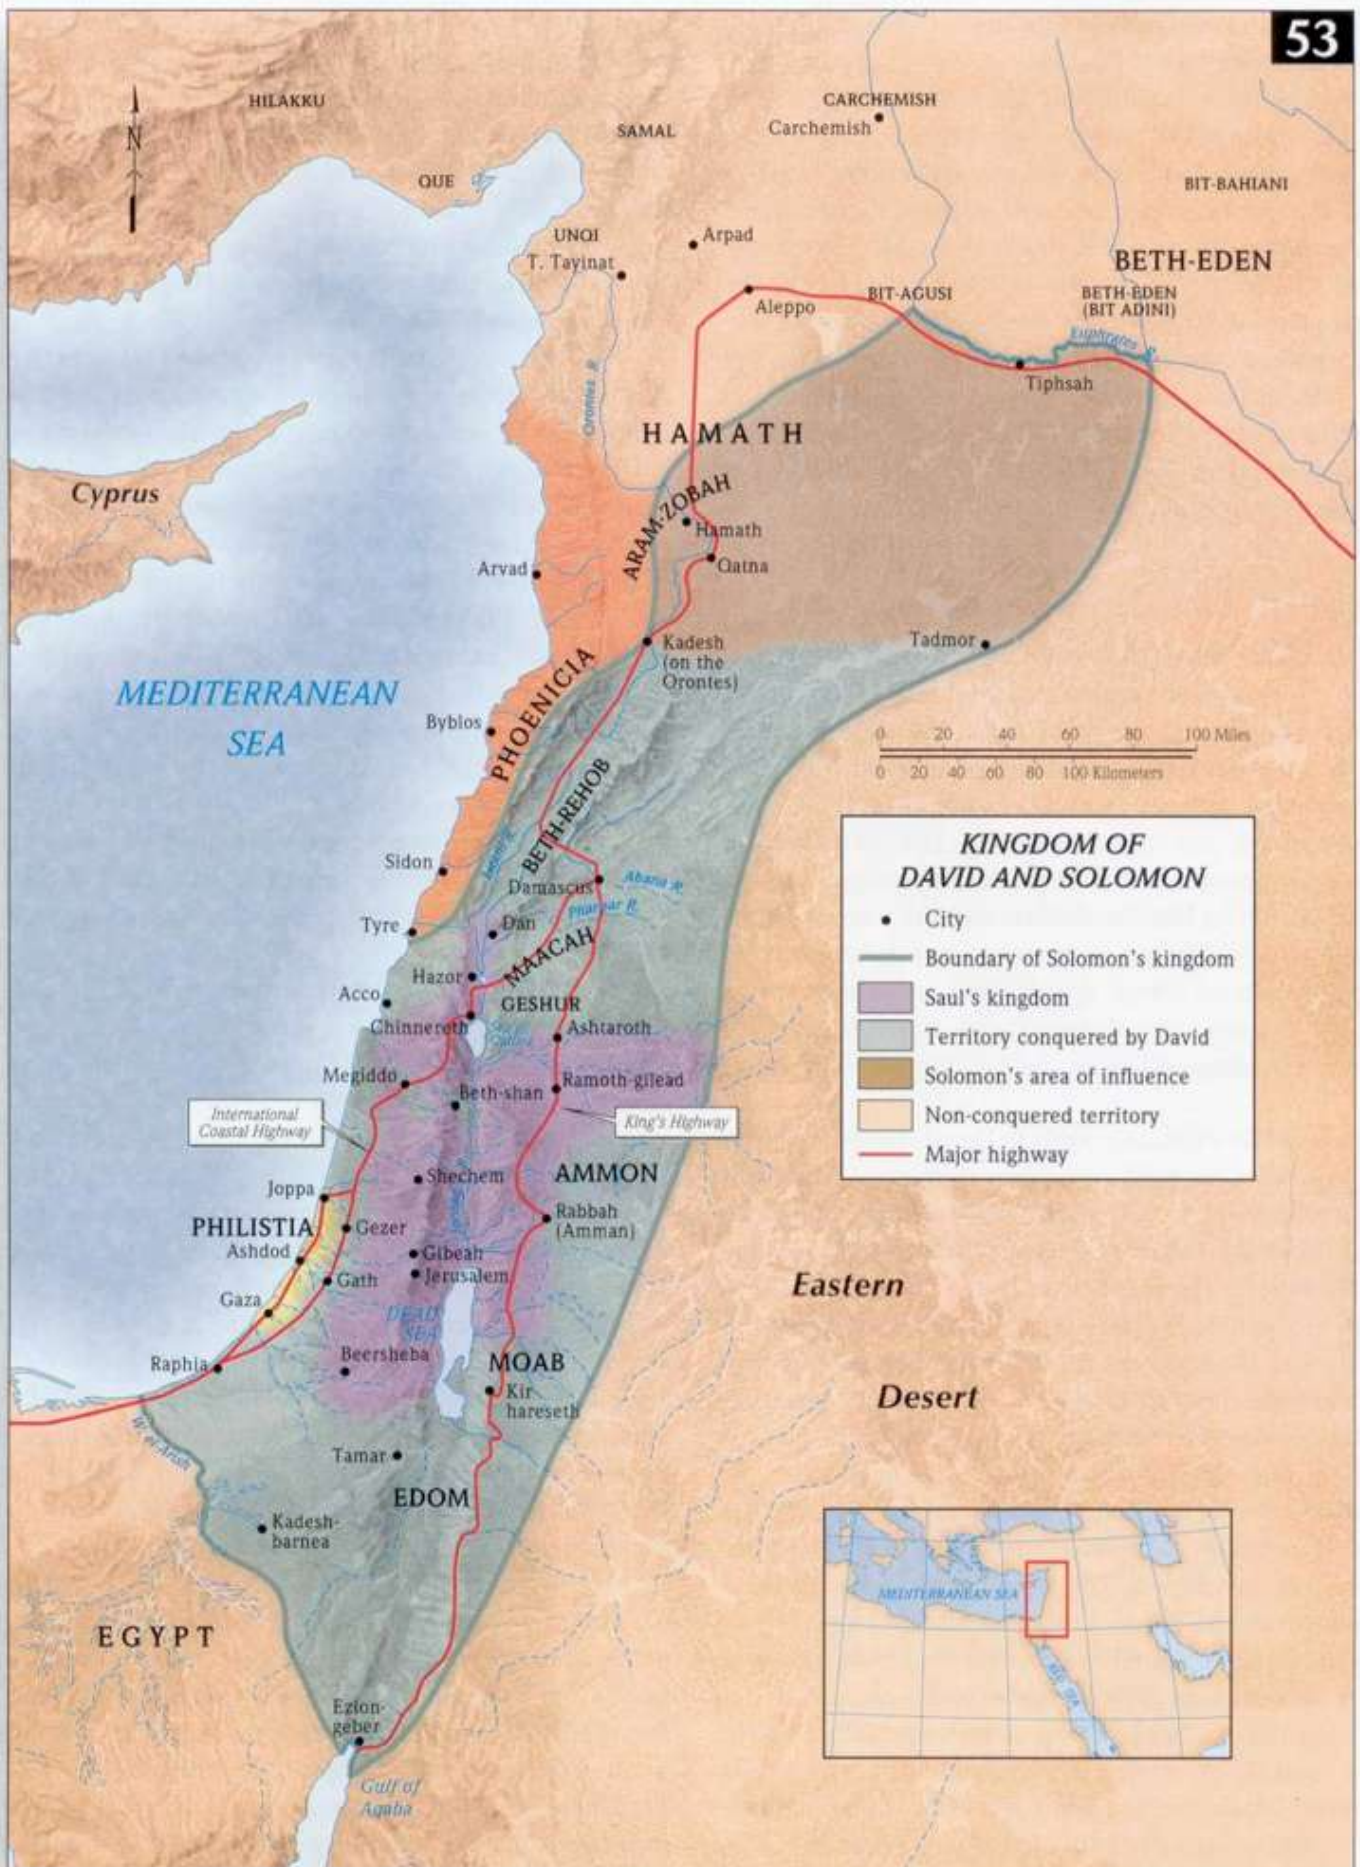 53
HILAKKU
CARCHEMISH
Carchemish
SAMAL
N
QUE
BIT-BAHIANI
UNQI
T. Tayinat
Arpad
BETH-EDEN
Aleppo
BIT-AGUSI
BETH-EDEN
(BIT ADINI)
Euphrates R.
Tiphsah
Orontes R.
HAMATH
Cyprus
ARAM-ZOBAH
Hamath
Qatna
Arvad
Kadesh
(on the
Orontes)
Tadmor
MEDITERRANEAN
SEA
PHOENICIA
Byblos
0 20 40 60 80 100 Miles
0 20 40 60 80 100 Kilometers
BETH-REHOB
Sidon
Damascus
Abana R.
Pharpar R.
Tyre
Dan
MAACAH
Hazor
Acco
GESHUR
Chinnereth
Ashtaroth
Megiddo
Ramoth-gilead
Beth-shan
International
Coastal Highway
King's Highway
Shechem
AMMON
Joppa
PHILISTIA
Gezer
Rabbah
(Amman)
Ashdod
Gibeah
Jerusalem
Gath
Gaza
DEAD
SEA
Beersheba
Raphia
MOAB
Kir
hareseth
W. el-Arish
Tamar
EDOM
Kadesh-
barnea
EGYPT
Ezion-
geber
Gulf of
Aqaba
Eastern
Desert
KINGDOM OF
DAVID AND SOLOMON
City
Boundary of Solomon's kingdom
Saul's kingdom
Territory conquered by David
Solomon's area of influence
Non-conquered territory
Major highway
MEDITERRANEAN SEA
RED SEA